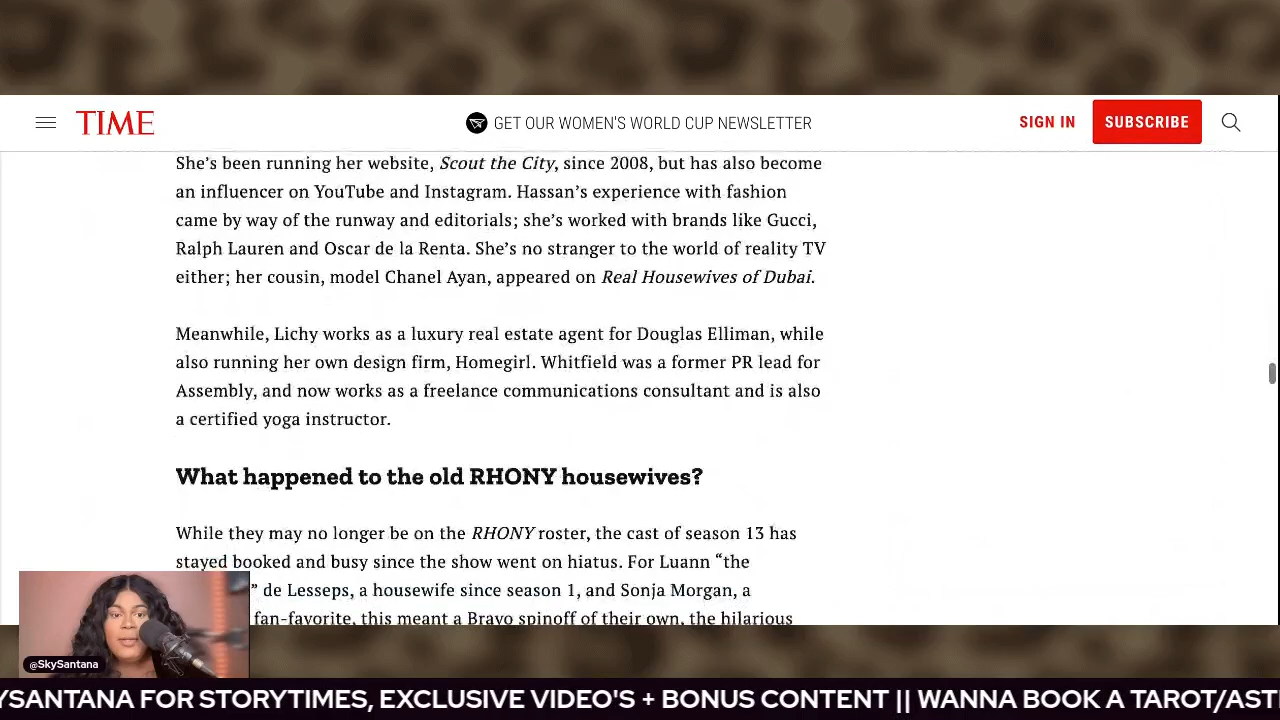 TIME
GET OUR WOMEN'S WORLD CUP NEWSLETTER
SIGN IN
SUBSCRIBE
She’s been running her website, Scout the City, since 2008, but has also become
an influencer on YouTube and Instagram. Hassan’s experience with fashion
came by way of the runway and editorials; she’s worked with brands like Gucci,
Ralph Lauren and Oscar de la Renta. She’s no stranger to the world of reality TV
either; her cousin, model Chanel Ayan, appeared on Real Housewives of Dubai.
Meanwhile, Lichy works as a luxury real estate agent for Douglas Elliman, while
also running her own design firm, Homegirl. Whitfield was a former PR lead for
Assembly, and now works as a freelance communications consultant and is also
a certified yoga instructor.
What happened to the old RHONY housewives?
While they may no longer be on the RHONY roster, the cast of season 13 has
stayed booked and busy since the show went on hiatus. For Luann “the
” de Lesseps, a housewife since season 1, and Sonja Morgan, a
fan-favorite, this meant a Bravo spinoff of their own, the hilarious
@SkySantana
YSANTANA FOR STORYTIMES, EXCLUSIVE VIDEO'S + BONUS CONTENT || WANNA BOOK A TAROT/AST